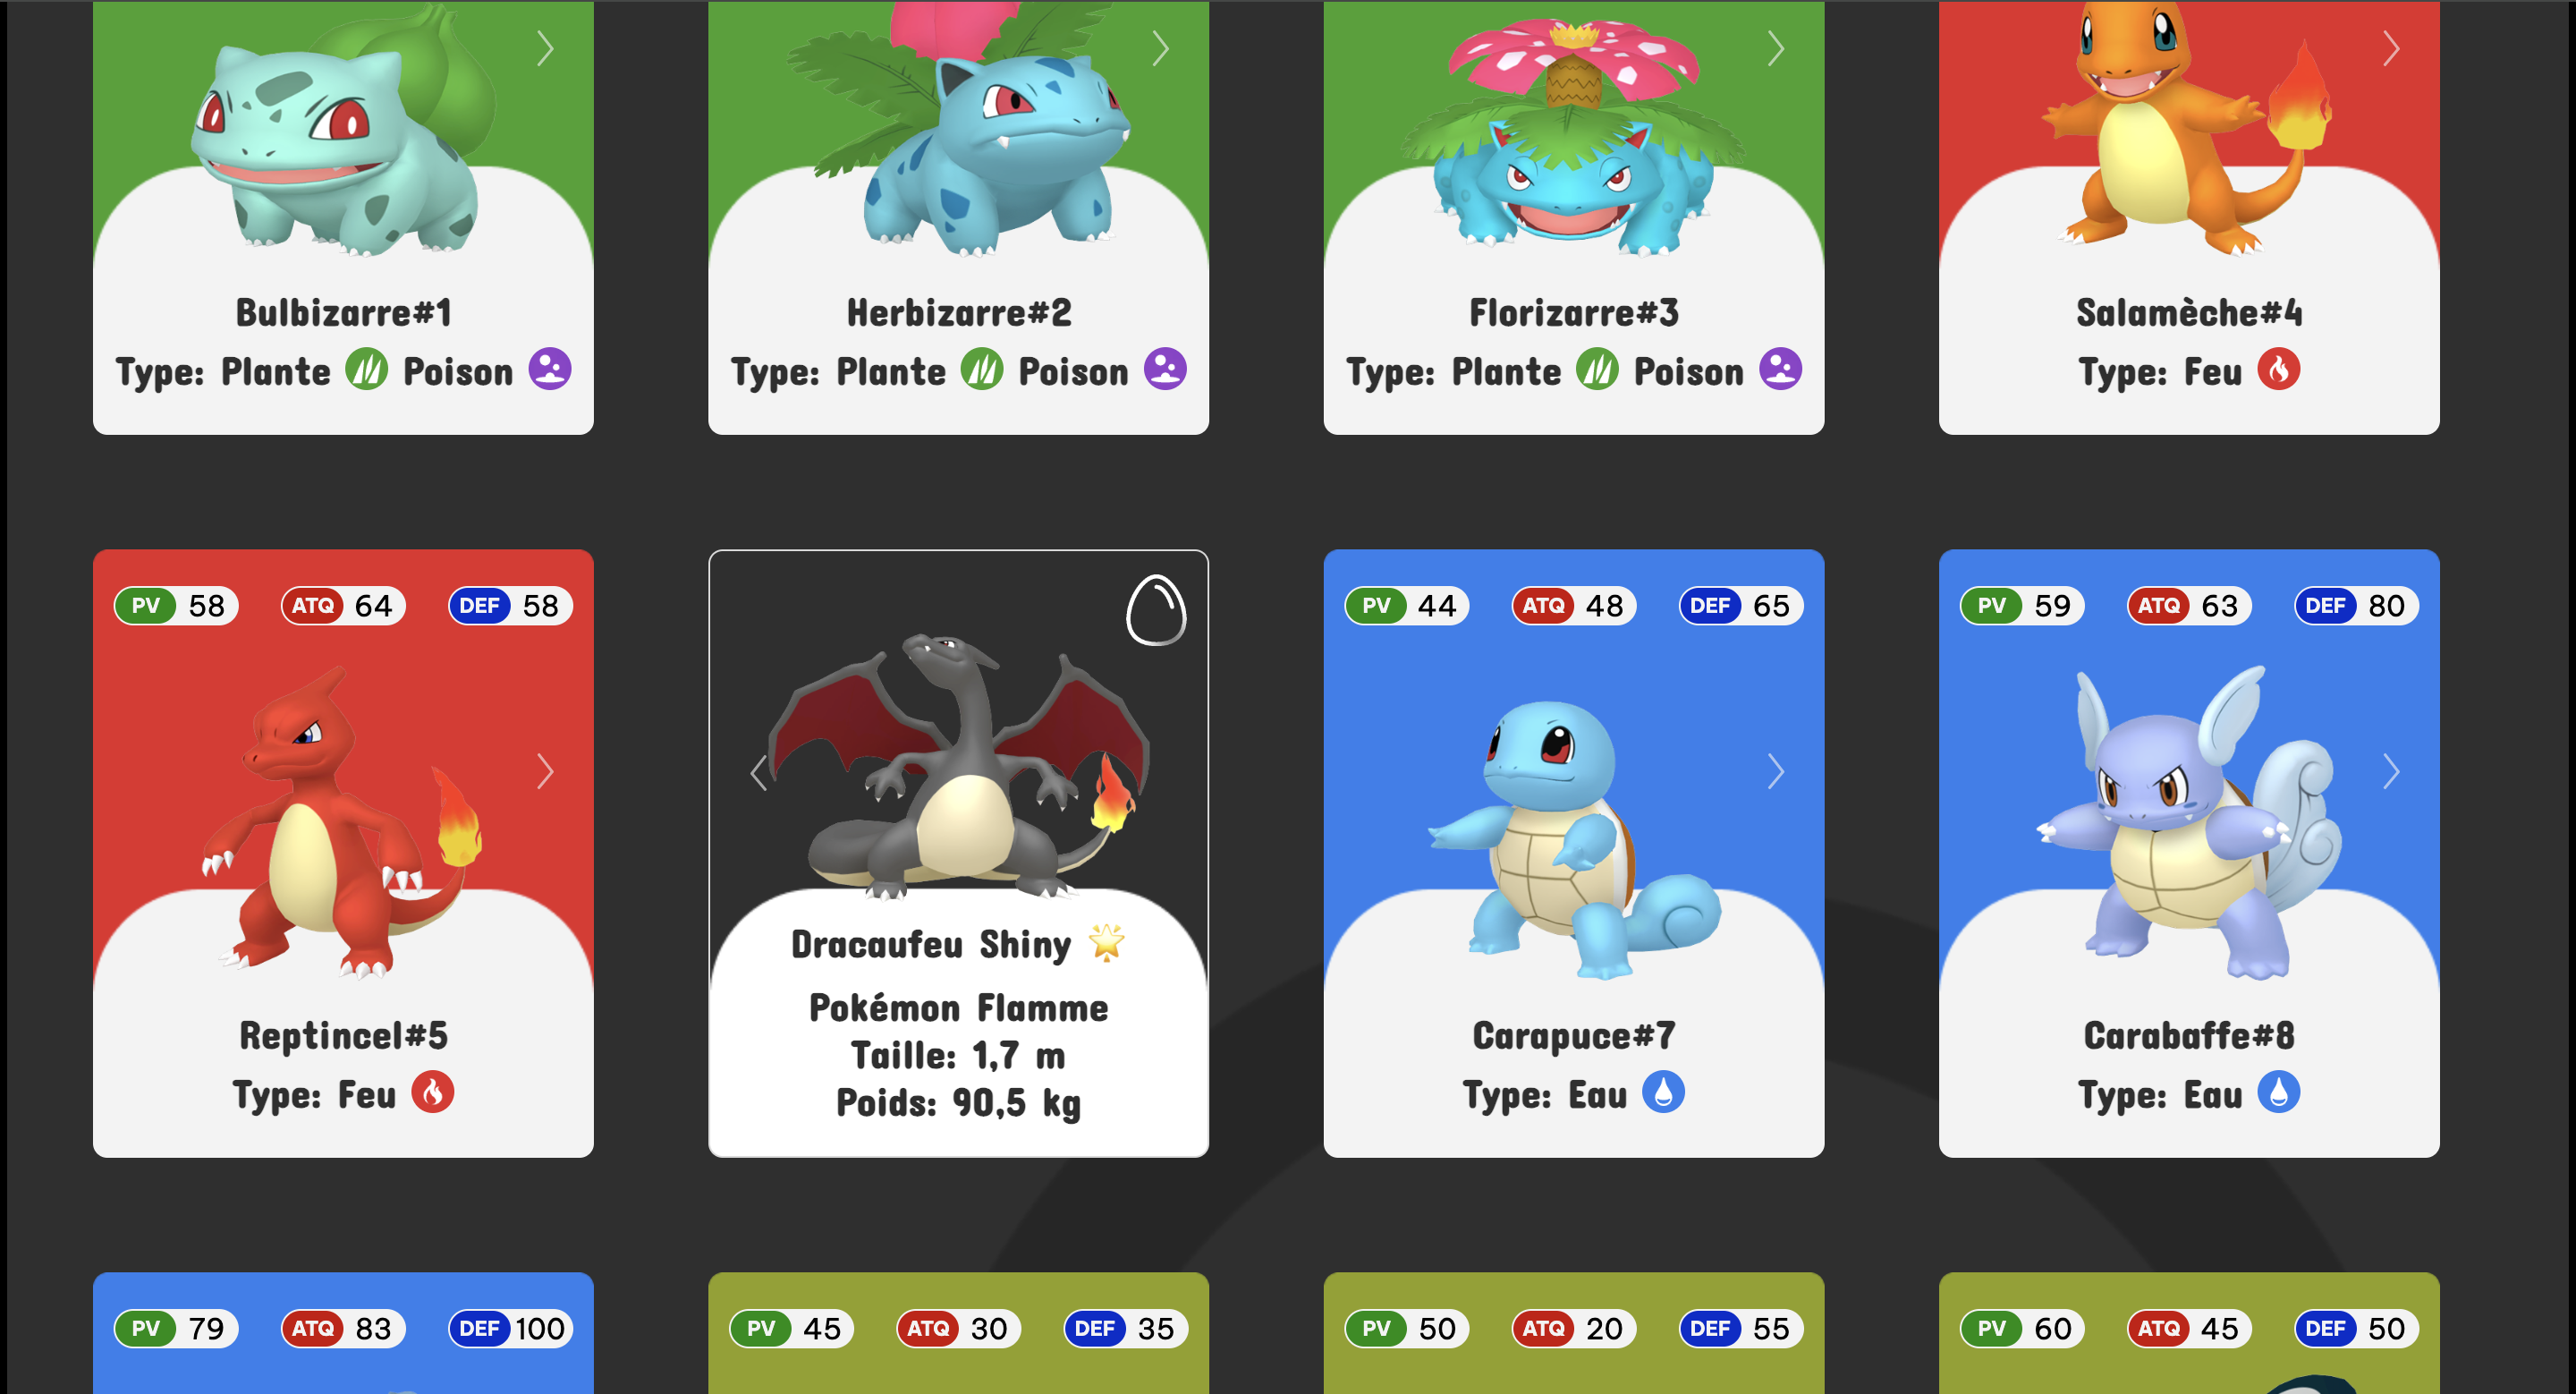 Bulbizarre#1
Type: Plante Poison
Herbizarre#2
Type: Plante Poison
Florizarre#3
Type: Plante Poison
Salamèche#4
Type: Feu
PV 58 ATQ 64 DEF 58
Reptincel#5
Type: Feu
Dracaufeu Shiny 🌟
Pokémon Flamme
Taille: 1,7 m
Poids: 90,5 kg
PV 44 ATQ 48 DEF 65
Carapuce#7
Type: Eau
PV 59 ATQ 63 DEF 80
Carabaffe#8
Type: Eau
PV 79 ATQ 83 DEF 100
PV 45 ATQ 30 DEF 35
PV 50 ATQ 20 DEF 55
PV 60 ATQ 45 DEF 50